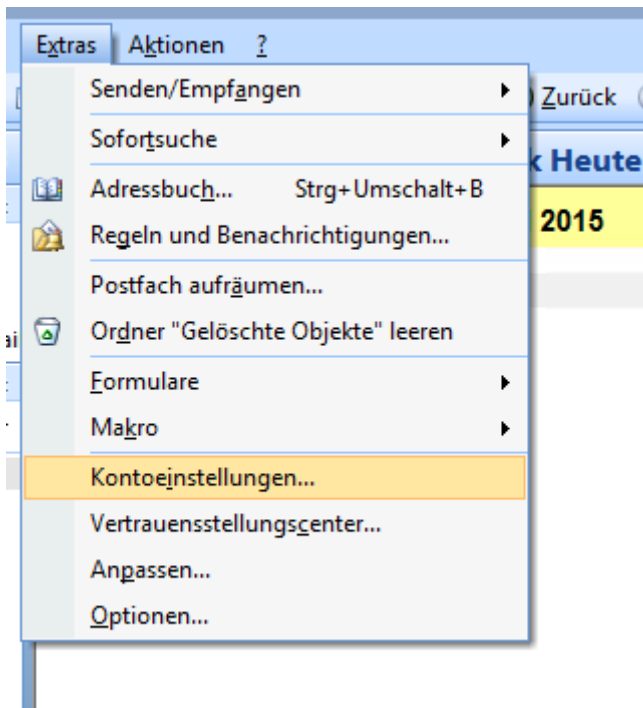 Extras Aktionen ?
Senden/Empfangen
Zurück
Sofortsuche
k Heute
Adressbuch... Strg+Umschalt+B
2015
Regeln und Benachrichtigungen...
Postfach aufräumen...
ai
Ordner "Gelöschte Objekte" leeren
Formulare
Makro
Kontoeinstellungen...
Vertrauensstellungscenter...
Anpassen...
Optionen...